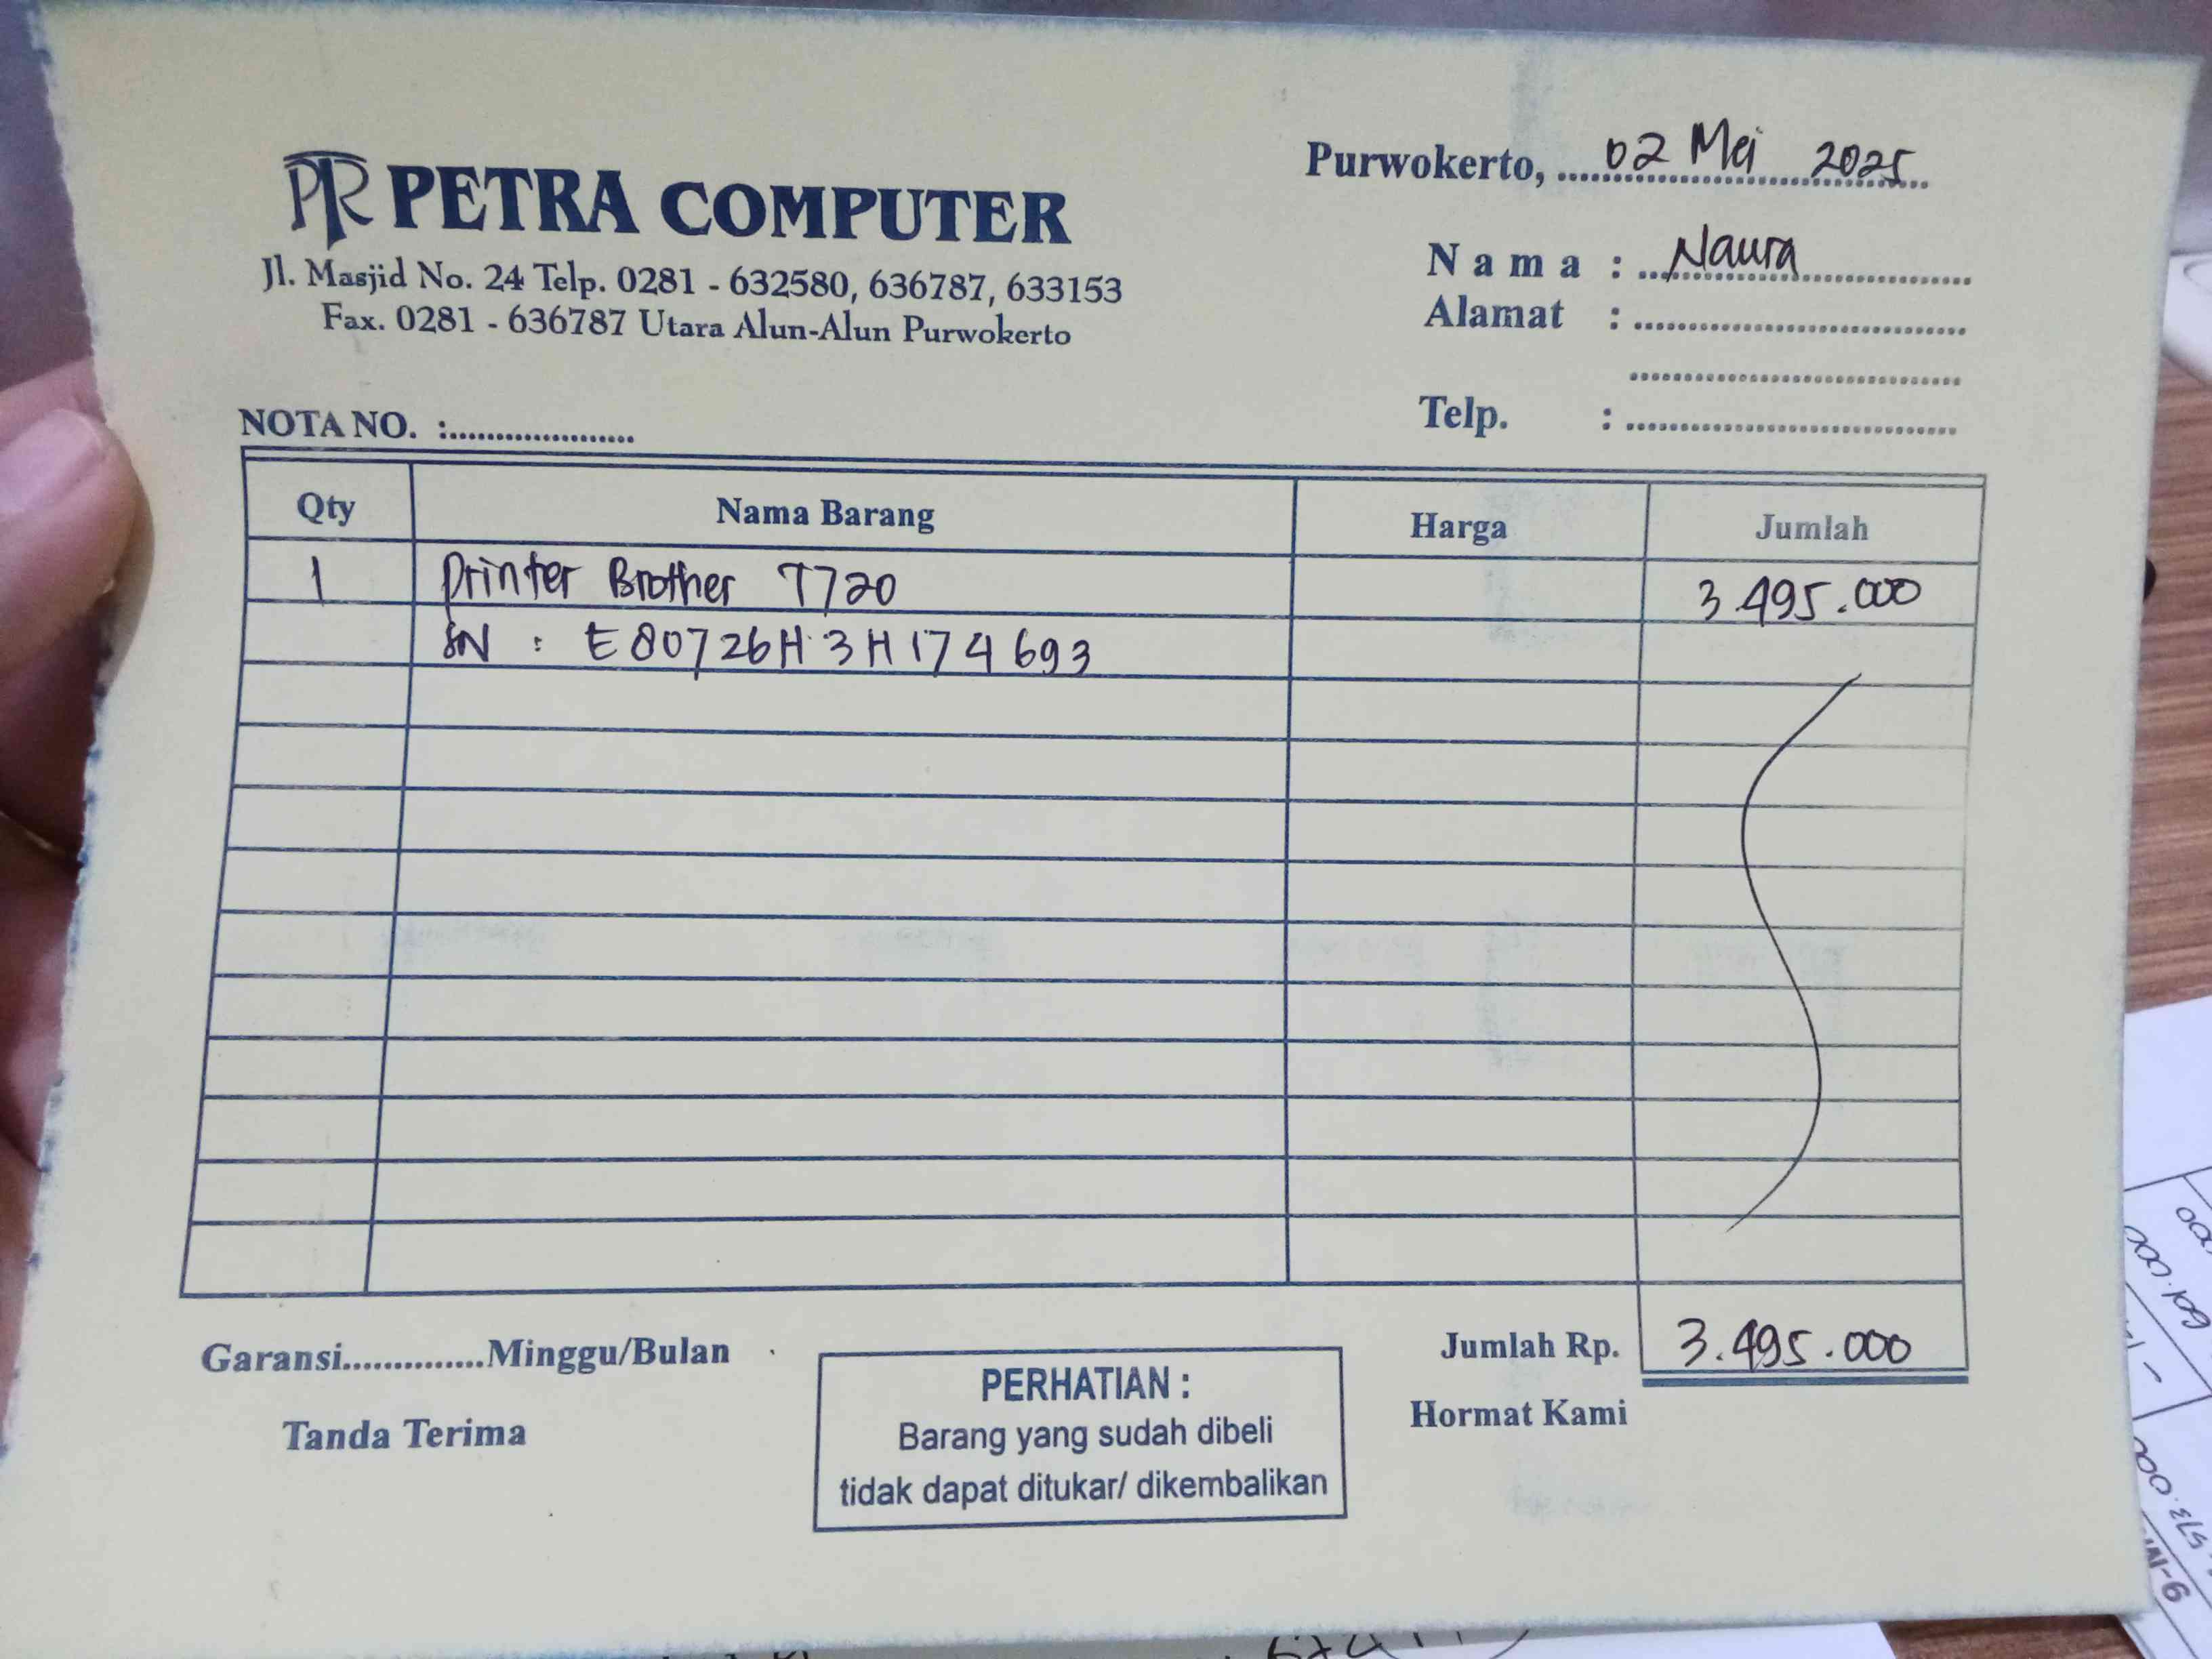 PR PETRA COMPUTER
Jl. Masjid No. 24 Telp. 0281 - 632580, 636787, 633153
Fax. 0281 - 636787 Utara Alun-Alun Purwokerto
Purwokerto, 02 Mei 2025
Nama : Naura
Alamat :
Telp. :
NOTA NO. :
Qty Nama Barang Harga Jumlah
1 Printer Brother T720 3.495.000
SN : E80726H3H174693
Garansi..............Minggu/Bulan
Jumlah Rp. 3.495.000
Tanda Terima
PERHATIAN :
Barang yang sudah dibeli
tidak dapat ditukar/ dikembalikan
Hormat Kami